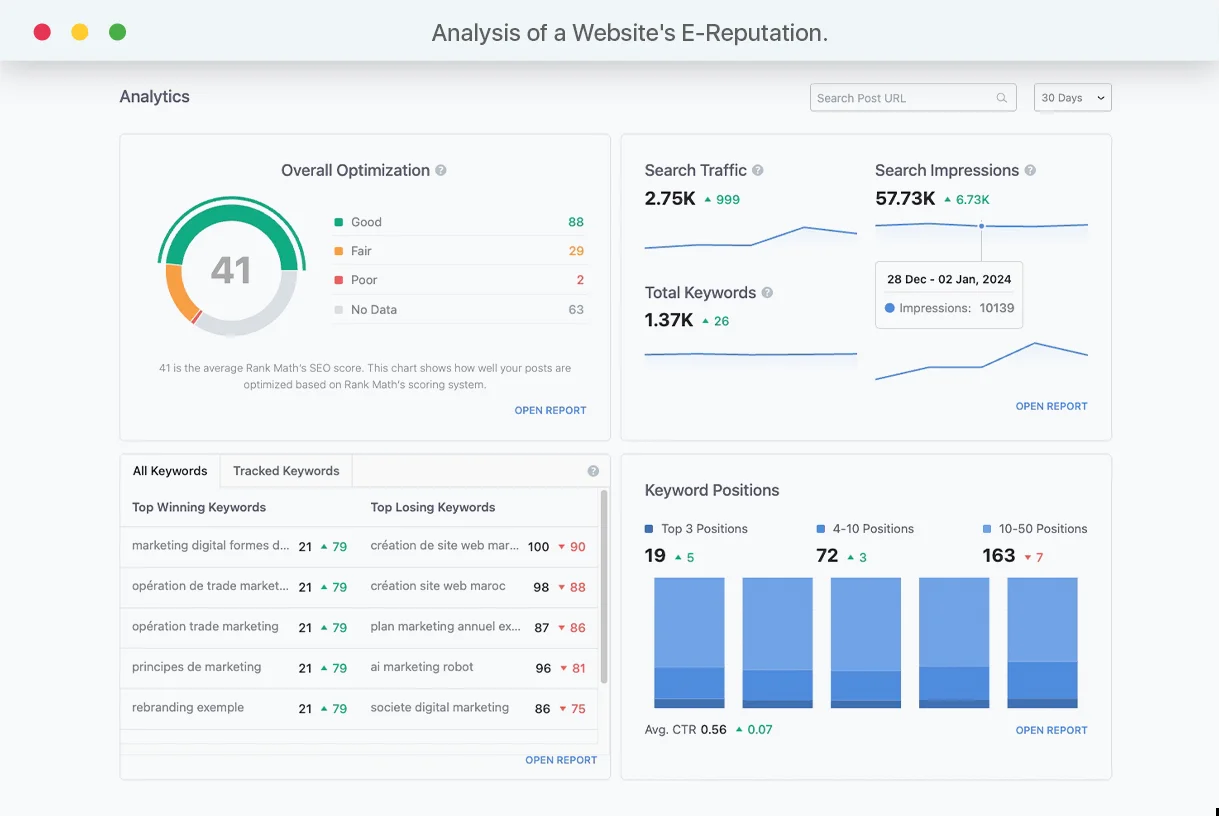 Analysis of a Website's E-Reputation.
Analytics
Search Post URL
30 Days
Overall Optimization ?
41
Good 88
Fair 29
Poor 2
No Data 63
41 is the average Rank Math's SEO score. This chart shows how well your posts are
optimized based on Rank Math's scoring system.
OPEN REPORT
Search Traffic ?
2.75K ▲ 999
Search Impressions ?
57.73K ▲ 6.73K
28 Dec - 02 Jan, 2024
Impressions: 10139
Total Keywords ?
1.37K ▲ 26
OPEN REPORT
All Keywords Tracked Keywords ?
Top Winning Keywords Top Losing Keywords
marketing digital formes d... 21 ▲ 79 création de site web mar... 100 ▼ 90
opération de trade market... 21 ▲ 79 création site web maroc 98 ▼ 88
opération trade marketing 21 ▲ 79 plan marketing annuel ex... 87 ▼ 86
principes de marketing 21 ▲ 79 ai marketing robot 96 ▼ 81
rebranding exemple 21 ▲ 79 societe digital marketing 86 ▼ 75
OPEN REPORT
Keyword Positions
Top 3 Positions 4-10 Positions 10-50 Positions
19 ▲ 5 72 ▲ 3 163 ▼ 7
Avg. CTR 0.56 ▲ 0.07
OPEN REPORT